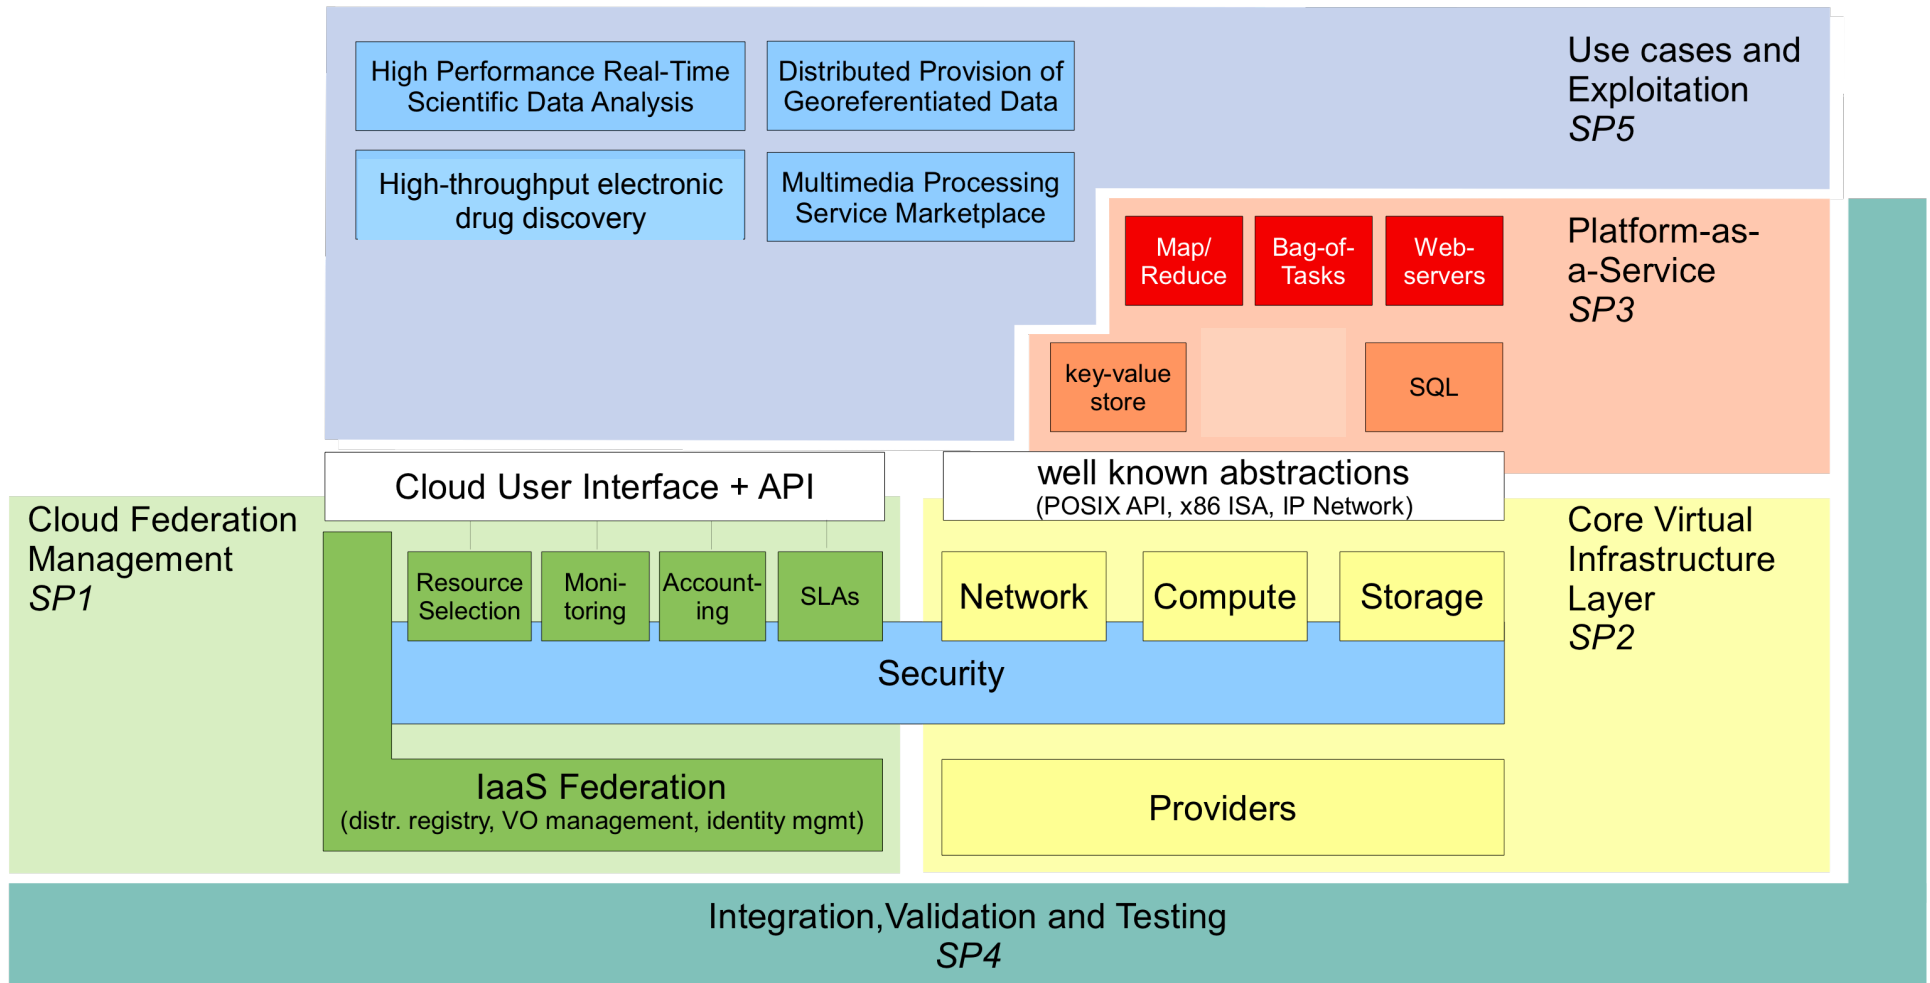 High Performance Real-Time
Scientific Data Analysis
Distributed Provision of
Georeferentiated Data
High-throughput electronic
drug discovery
Multimedia Processing
Service Marketplace
Use cases and
Exploitation
SP5
Map/
Reduce
Bag-of-
Tasks
Web-
servers
Platform-as-
a-Service
SP3
key-value
store
SQL
Cloud User Interface + API
well known abstractions
(POSIX API, x86 ISA, IP Network)
Cloud Federation
Management
SP1
Resource
Selection
Moni-
toring
Account-
ing
SLAs
Network
Compute
Storage
Core Virtual
Infrastructure
Layer
SP2
Security
IaaS Federation
(distr. registry, VO management, identity mgmt)
Providers
Integration,Validation and Testing
SP4